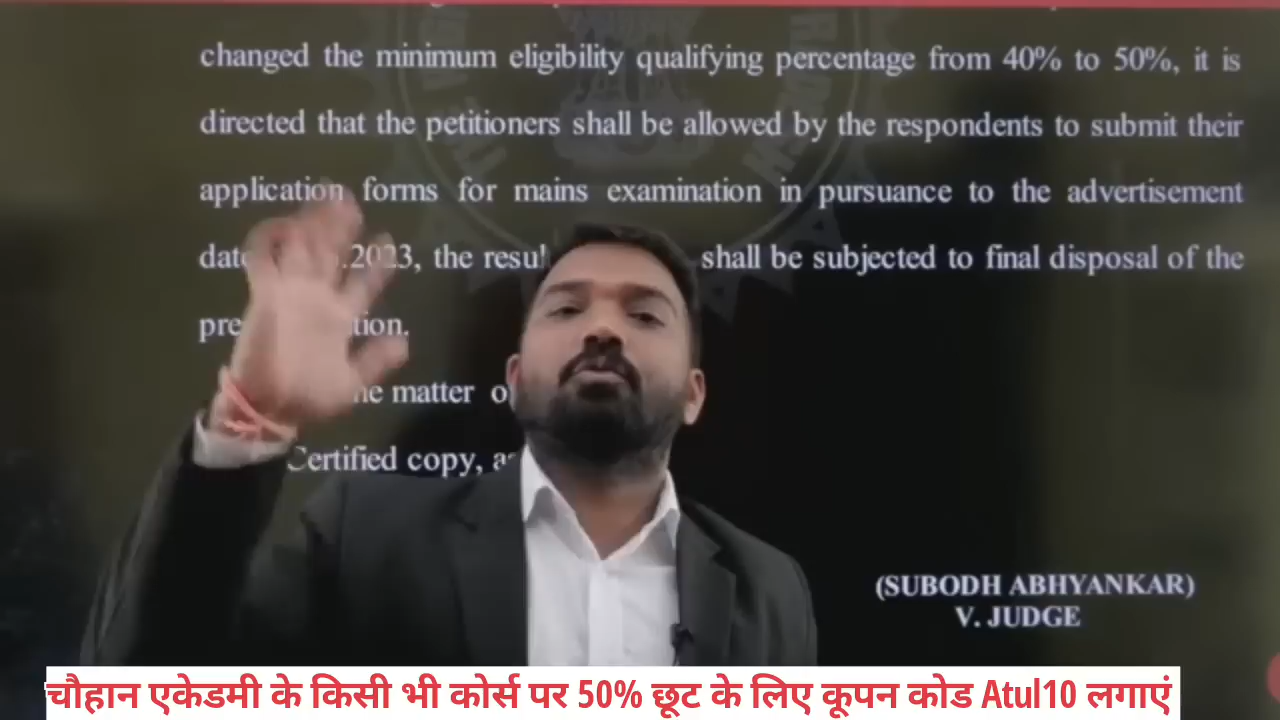 changed the minimum eligibility qualifying percentage from 40% to 50%, it is
directed that the petitioners shall be allowed by the respondents to submit their
application forms for mains examination in pursuance to the advertisement
.2023, the shall be subjected to final disposal of the
matter
Certified copy,
(SUBODH ABHYANKAR)
V. JUDGE
चौहान एकेडमी के किसी भी कोर्स पर 50% छूट के लिए कूपन कोड Atul10 लगाएं